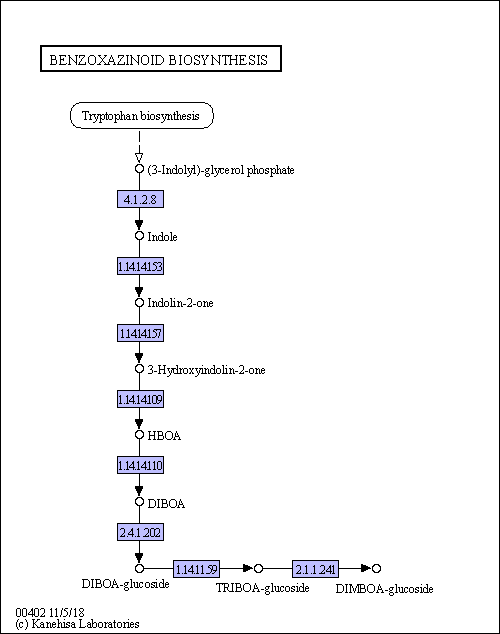 BENZOXAZINOID BIOSYNTHESIS
Tryptophan biosynthesis
(3-Indolyl)-glycerol phosphate
4.1.2.8
Indole
1.14.14.153
Indolin-2-one
1.14.14.157
3-Hydroxyindolin-2-one
1.14.14.109
HBOA
1.14.14.110
DIBOA
2.4.1.202
DIBOA-glucoside
1.14.11.59
TRIBOA-glucoside
2.1.1.241
DIMBOA-glucoside
00402 11/5/18
(c) Kanehisa Laboratories